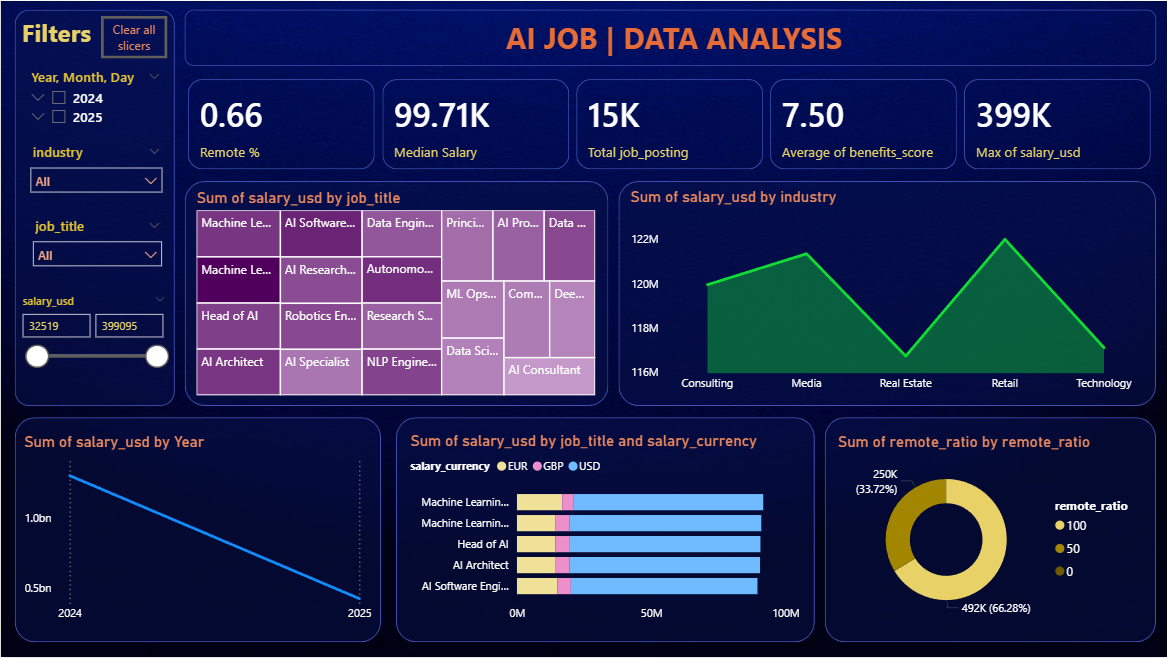 Filters
Clear all
slicers
Year, Month, Day
2024
2025
industry
All
job_title
All
salary_usd
32519
399095
AI JOB | DATA ANALYSIS
0.66
Remote %
99.71K
Median Salary
15K
Total job_posting
7.50
Average of benefits_score
399K
Max of salary_usd
Sum of salary_usd by job_title
Machine Le...
AI Software...
Data Engin...
Princi...
AI Pro...
Data ...
Machine Le...
AI Research...
Autonomo...
ML Ops...
Com...
Dee...
Head of AI
Robotics En...
Research S...
Data Sci...
AI Architect
AI Specialist
NLP Engine...
AI Consultant
Sum of salary_usd by industry
122M
120M
118M
116M
Consulting
Media
Real Estate
Retail
Technology
Sum of salary_usd by Year
1.0bn
0.5bn
2024
2025
Sum of salary_usd by job_title and salary_currency
salary_currency EUR GBP USD
Machine Learnin...
Machine Learnin...
Head of AI
AI Architect
AI Software Engi...
0M
50M
100M
Sum of remote_ratio by remote_ratio
250K
(33.72%)
492K (66.28%)
remote_ratio
100
50
0